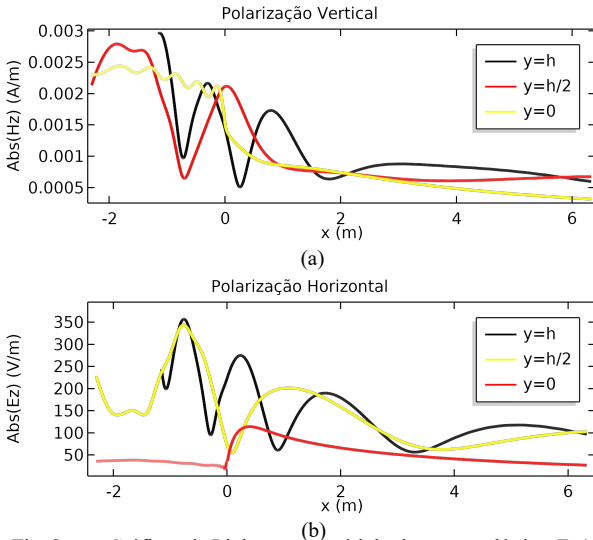 Polarização Vertical
0.003
0.0025
0.002
0.0015
0.001
0.0005
Abs(Hz) (A/m)
y=h
y=h/2
y=0
-2 0 2 4 6
x (m)
(a)
Polarização Horizontal
350
300
250
200
150
100
50
Abs(Ez) (V/m)
y=h
y=h/2
y=0
-2 0 2 4 6
x (m)
(b)